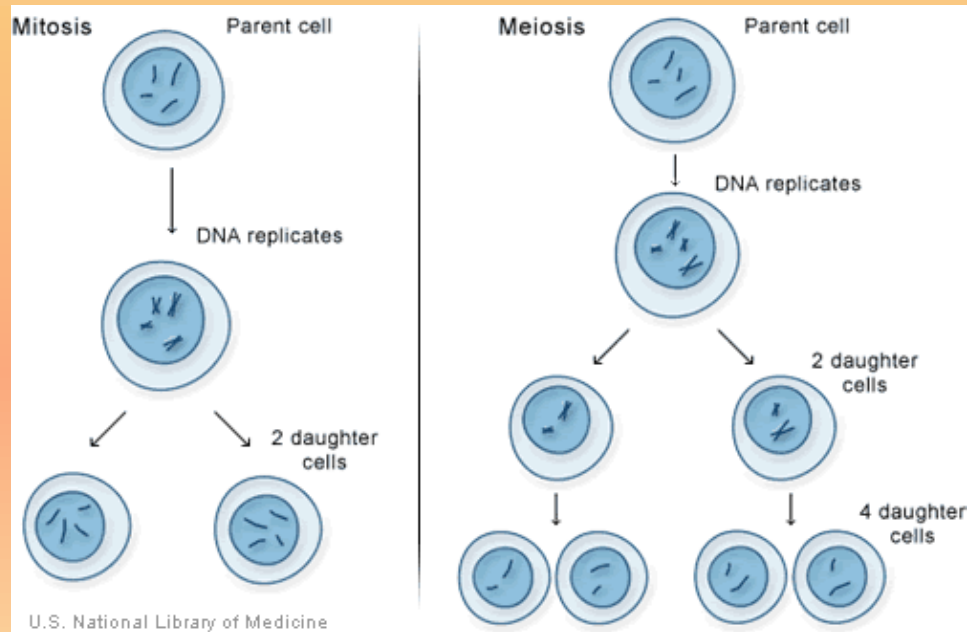 Mitosis
Parent cell
DNA replicates
2 daughter
cells
Meiosis
Parent cell
DNA replicates
2 daughter
cells
4 daughter
cells
U.S. National Library of Medicine